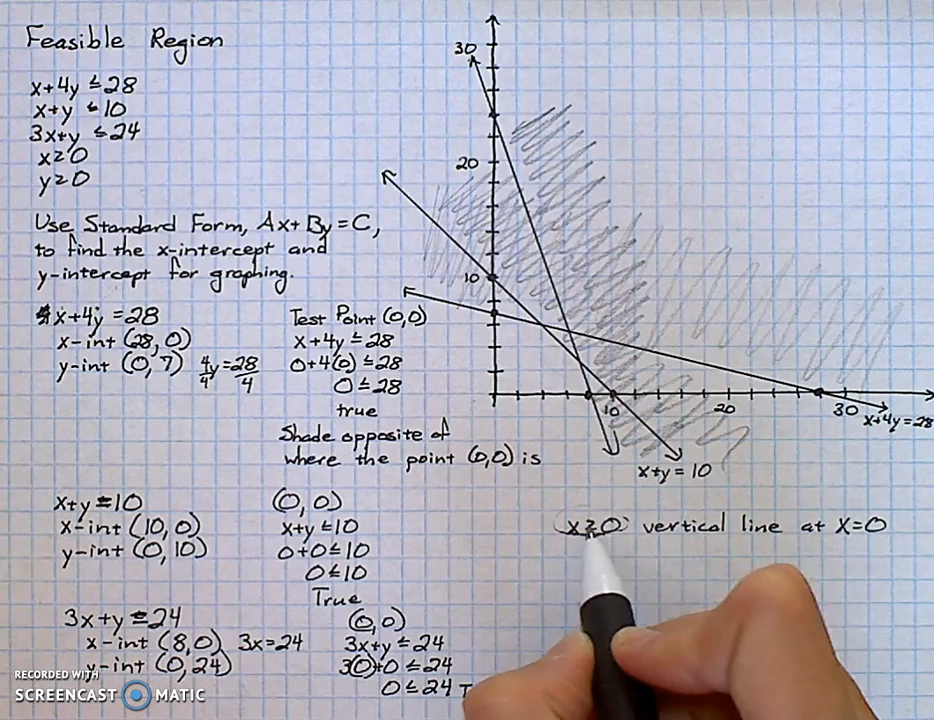 Feasible Region
x+4y ≤28
x+y ≤10
3x+y ≤24
x≥0
y≥0
Use Standard Form, Ax+By=C,
to find the x-intercept and
y-intercept for graphing.
x+4y=28
x-int (28,0)
y-int (0,7) 4y=28
4 4
Test Point (0,0)
x+4y≤28
0+4(0)≤28
0≤28
true
Shade opposite of
where the point (0,0) is
x+y=10
x-int (10,0)
y-int (0,10)
(0,0)
x+y≤10
0+0≤10
0≤10
True
3x+y=24
x-int (8,0) 3x=24
y-int (0,24)
(0,0)
3x+y≤24
3(0)+0≤24
0≤24 T
30
20
10
10 20 30
x+4y=28
x+y=10
x≥0 vertical line at x=0
RECORDED WITH
SCREENCAST MATIC